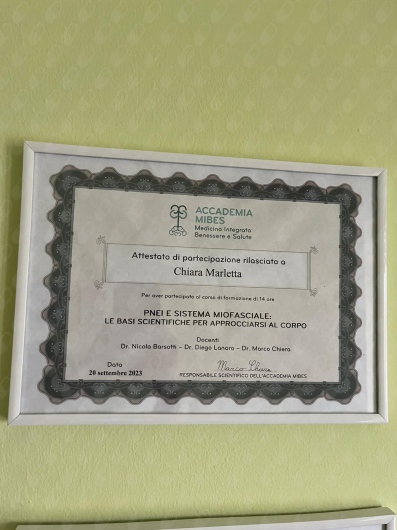 ACCADEMIA
MIBES
Medicina Integrata
Benessere e Salute
Attestato di partecipazione rilasciato a
Chiara Marletta
Per aver partecipato al corso di formazione di 14 ore
PNEI E SISTEMA MIOFASCIALE:
LE BASI SCIENTIFICHE PER APPROCCIARSI AL CORPO
Docenti
Dr. Nicola Barsotti – Dr. Diego Lanaro – Dr. Marco Chiera
Data
20 settembre 2023
Marco Chiera
RESPONSABILE SCIENTIFICO DELL'ACCADEMIA MIBES